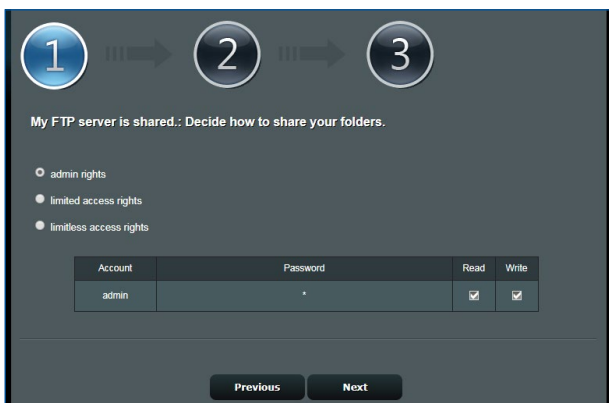 1 2 3
My FTP server is shared.: Decide how to share your folders.
admin rights
limited access rights
limitless access rights
Account Password Read Write
admin *
Previous Next